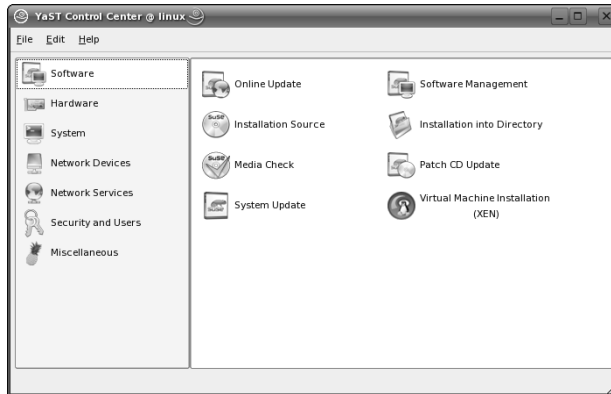 YaST Control Center @ linux
File Edit Help
Software
Hardware
System
Network Devices
Network Services
Security and Users
Miscellaneous
Online Update
Software Management
SUSE
Installation Source
Installation into Directory
SUSE
Media Check
Patch CD Update
System Update
Virtual Machine Installation
(XEN)